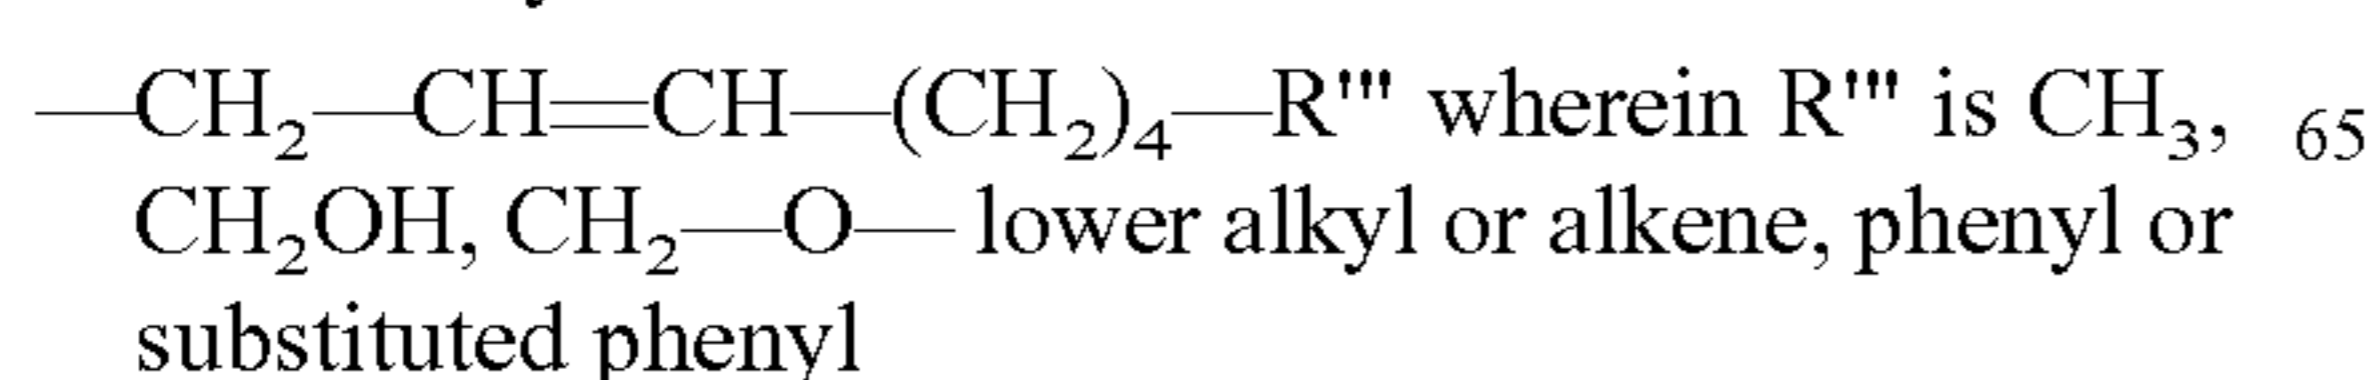 —CH₂—CH=CH—(CH₂)₄—R''' wherein R''' is CH₃, 65
CH₂OH, CH₂—O— lower alkyl or alkene, phenyl or
substituted phenyl